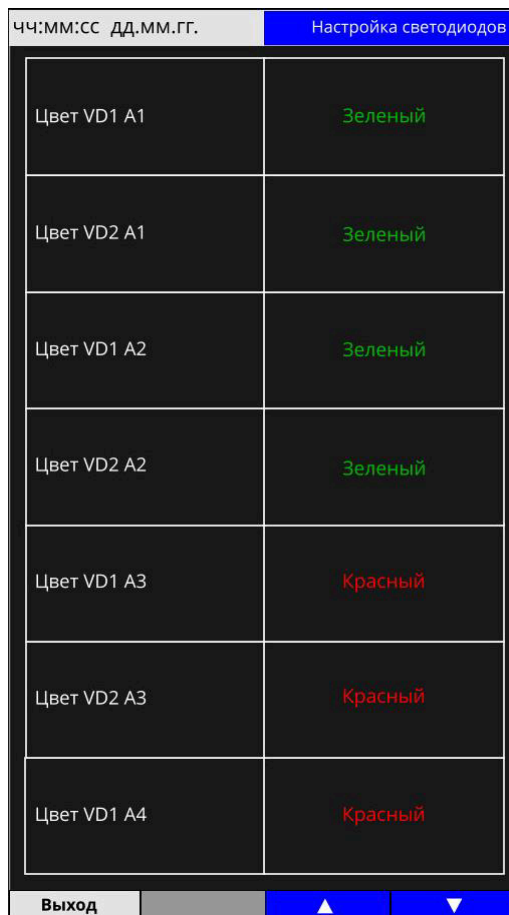 чч:мм:сс дд.мм.гг. Настройка светодиодов
Цвет VD1 A1 Зеленый
Цвет VD2 A1 Зеленый
Цвет VD1 A2 Зеленый
Цвет VD2 A2 Зеленый
Цвет VD1 A3 Красный
Цвет VD2 A3 Красный
Цвет VD1 A4 Красный
Выход ▲ ▼